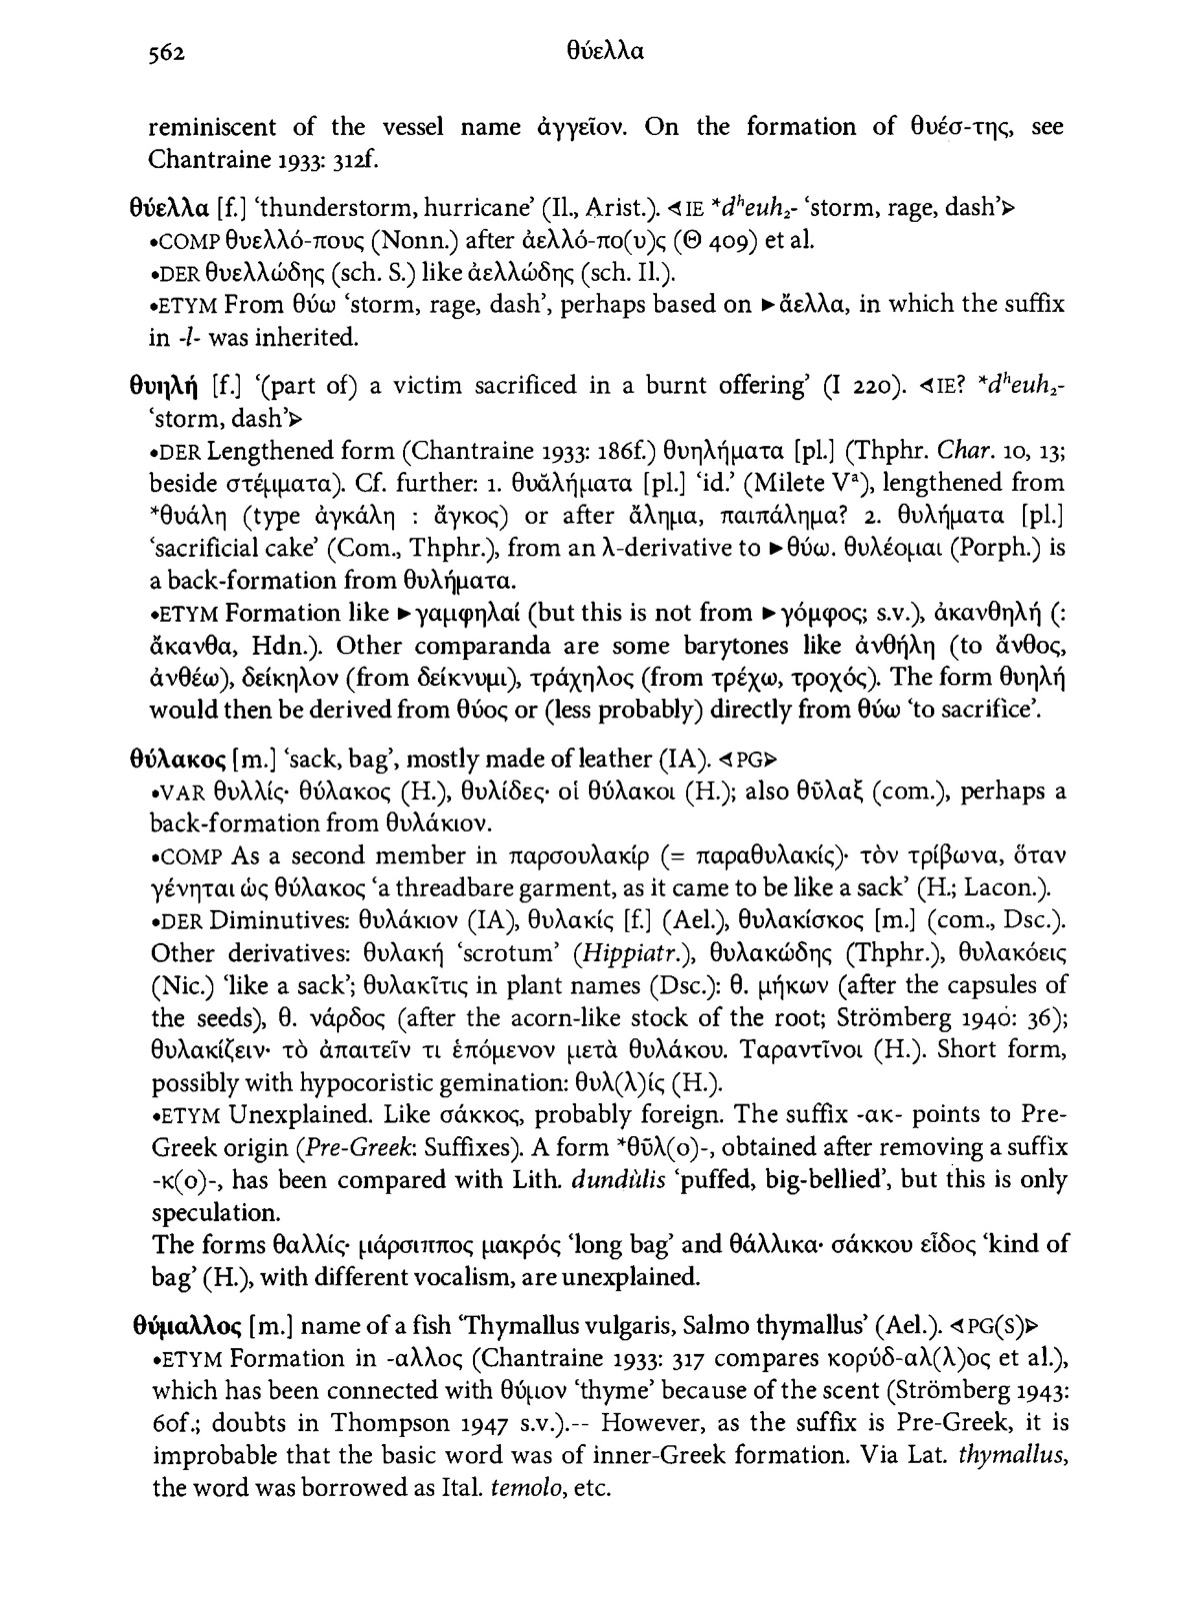 562
θύελλα
reminiscent of the vessel name ἀγγεῖον. On the formation of θυέσ-της, see
Chantraine 1933: 312f.
θύελλα [f.] ‘thunderstorm, hurricane’ (Il., Arist.). ⊲ IE *dʰeuh₂- ‘storm, rage, dash’⊳
•COMP θυελλό-πους (Nonn.) after ἀελλό-πο(υ)ς (Θ 409) et al.
•DER θυελλώδης (sch. S.) like ἀελλώδης (sch. Il.).
•ETYM From θύω ‘storm, rage, dash’, perhaps based on ►ἄελλα, in which the suffix
in -l- was inherited.
θυηλή [f.] ‘(part of) a victim sacrificed in a burnt offering’ (I 220). ⊲IE? *dʰeuh₂-
‘storm, dash’⊳
•DER Lengthened form (Chantraine 1933: 186f.) θυηλήματα [pl.] (Thphr. Char. 10, 13;
beside στέμματα). Cf. further: 1. θυᾰλήματα [pl.] ‘id.’ (Milete Vᵃ), lengthened from
*θυάλη (type ἀγκάλη : ἄγκος) or after ἄλημα, παιπάλημα? 2. θυλήματα [pl.]
‘sacrificial cake’ (Com., Thphr.), from an λ-derivative to ►θύω. θυλέομαι (Porph.) is
a back-formation from θυλήματα.
•ETYM Formation like ►γαμφηλαί (but this is not from ►γόμφος; s.v.), ἀκανθηλή (:
ἄκανθα, Hdn.). Other comparanda are some barytones like ἀνθήλη (to ἄνθος,
ἀνθέω), δείκηλον (from δείκνυμι), τράχηλος (from τρέχω, τροχός). The form θυηλή
would then be derived from θύος or (less probably) directly from θύω ‘to sacrifice’.
θύλακος [m.] ‘sack, bag’, mostly made of leather (IA). ⊲PG⊳
•VAR θυλλίς· θύλακος (H.), θυλίδες· οἱ θύλακοι (H.); also θῦλαξ (com.), perhaps a
back-formation from θυλάκιον.
•COMP As a second member in παρσουλακίρ (= παραθυλακίς)· τὸν τρίβωνα, ὅταν
γένηται ὡς θύλακος ‘a threadbare garment, as it came to be like a sack’ (H.; Lacon.).
•DER Diminutives: θυλάκιον (IA), θυλακίς [f.] (Ael.), θυλακίσκος [m.] (com., Dsc.).
Other derivatives: θυλακή ‘scrotum’ (Hippiatr.), θυλακώδης (Thphr.), θυλακόεις
(Nic.) ‘like a sack’; θυλακῖτις in plant names (Dsc.): θ. μήκων (after the capsules of
the seeds), θ. νάρδος (after the acorn-like stock of the root; Strömberg 1940: 36);
θυλακίζειν· τὸ ἀπαιτεῖν τι ἑπόμενον μετὰ θυλάκου. Ταραντῖνοι (H.). Short form,
possibly with hypocoristic gemination: θυλ(λ)ίς (H.).
•ETYM Unexplained. Like σάκκος, probably foreign. The suffix -ακ- points to Pre-
Greek origin (Pre-Greek: Suffixes). A form *θῡλ(ο)-, obtained after removing a suffix
-κ(ο)-, has been compared with Lith. dundùlis ‘puffed, big-bellied’, but this is only
speculation.
The forms θαλλίς· μάρσιππος μακρός ‘long bag’ and θάλλικα· σάκκου εἶδος ‘kind of
bag’ (H.), with different vocalism, are unexplained.
θύμαλλος [m.] name of a fish ‘Thymallus vulgaris, Salmo thymallus’ (Ael.). ⊲PG(S)⊳
•ETYM Formation in -αλλος (Chantraine 1933: 317 compares κορύδ-αλ(λ)ος et al.),
which has been connected with θύμον ‘thyme’ because of the scent (Strömberg 1943:
60f.; doubts in Thompson 1947 s.v.).-- However, as the suffix is Pre-Greek, it is
improbable that the basic word was of inner-Greek formation. Via Lat. thymallus,
the word was borrowed as Ital. temolo, etc.